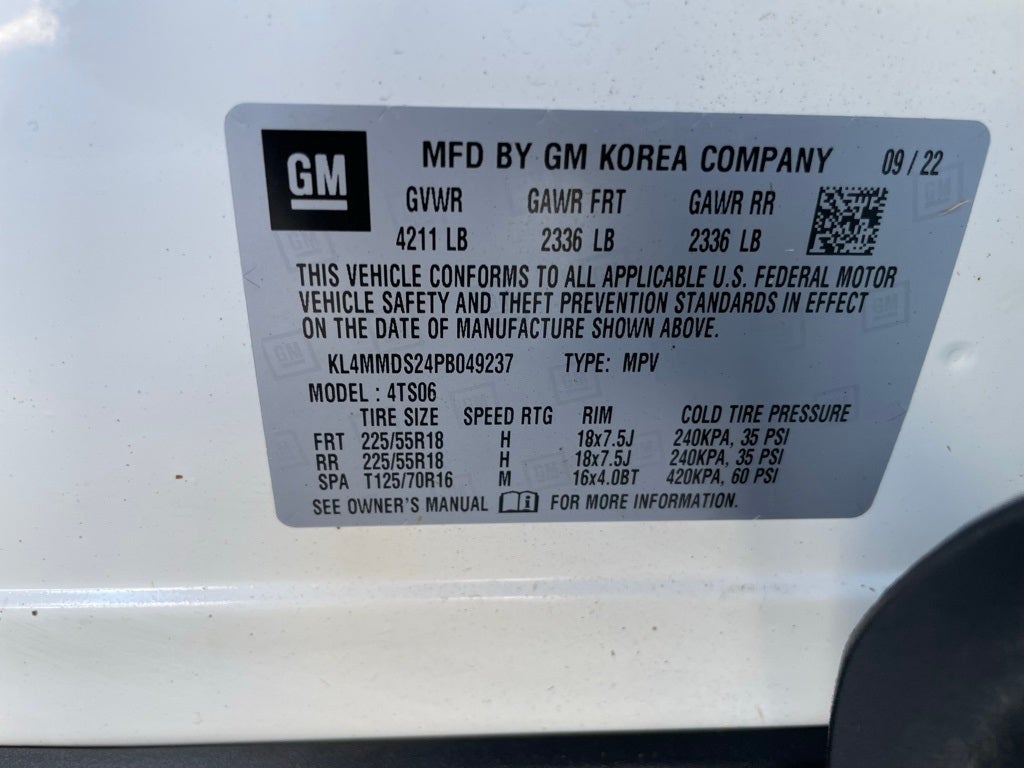 GM
MFD BY GM KOREA COMPANY 09 / 22
GVWR GAWR FRT GAWR RR
4211 LB 2336 LB 2336 LB
THIS VEHICLE CONFORMS TO ALL APPLICABLE U.S. FEDERAL MOTOR
VEHICLE SAFETY AND THEFT PREVENTION STANDARDS IN EFFECT
ON THE DATE OF MANUFACTURE SHOWN ABOVE.
KL4MMDS24PB049237 TYPE: MPV
MODEL : 4TS06
TIRE SIZE SPEED RTG RIM COLD TIRE PRESSURE
FRT 225/55R18 H 18x7.5J 240KPA, 35 PSI
RR 225/55R18 H 18x7.5J 240KPA, 35 PSI
SPA T125/70R16 M 16x4.0BT 420KPA, 60 PSI
SEE OWNER'S MANUAL i FOR MORE INFORMATION.